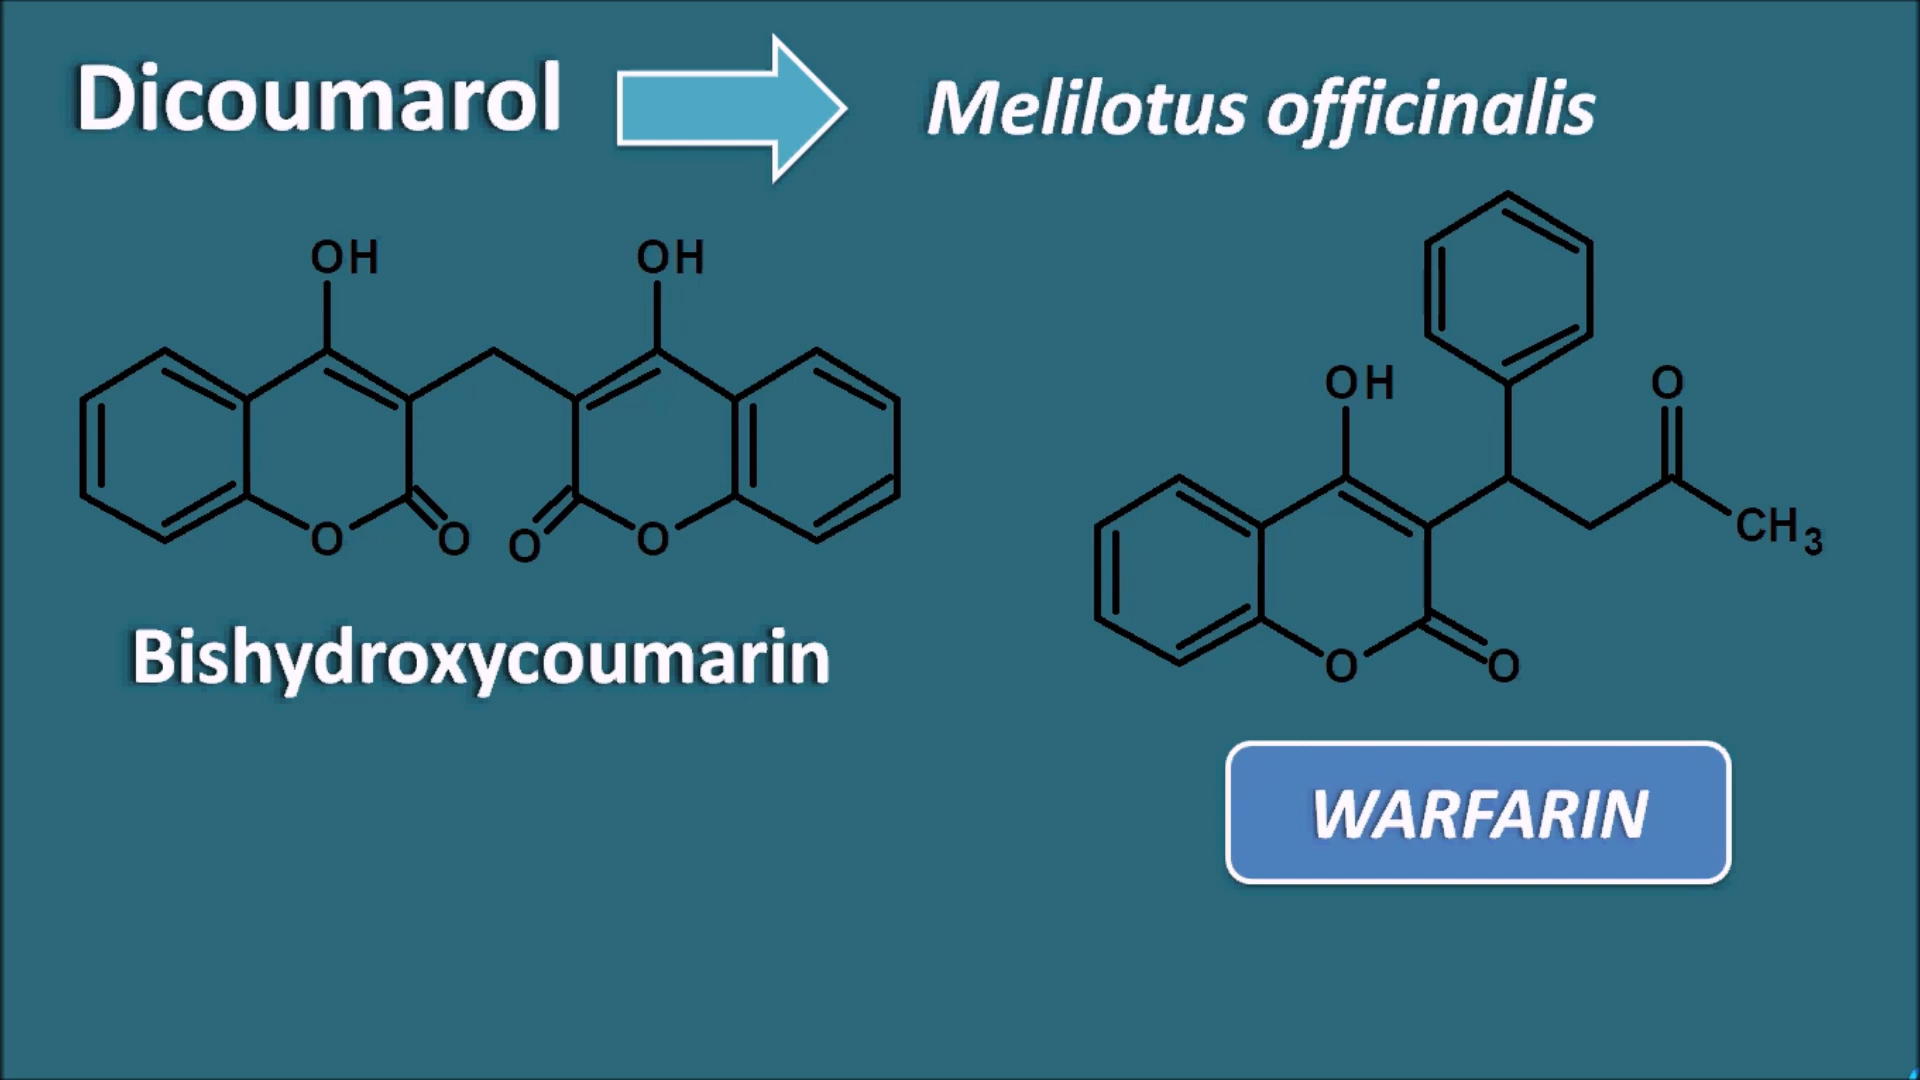 Dicoumarol
Melilotus officinalis
OH
OH
O
O
O
O
Bishydroxycoumarin
OH
O
CH3
O
O
WARFARIN